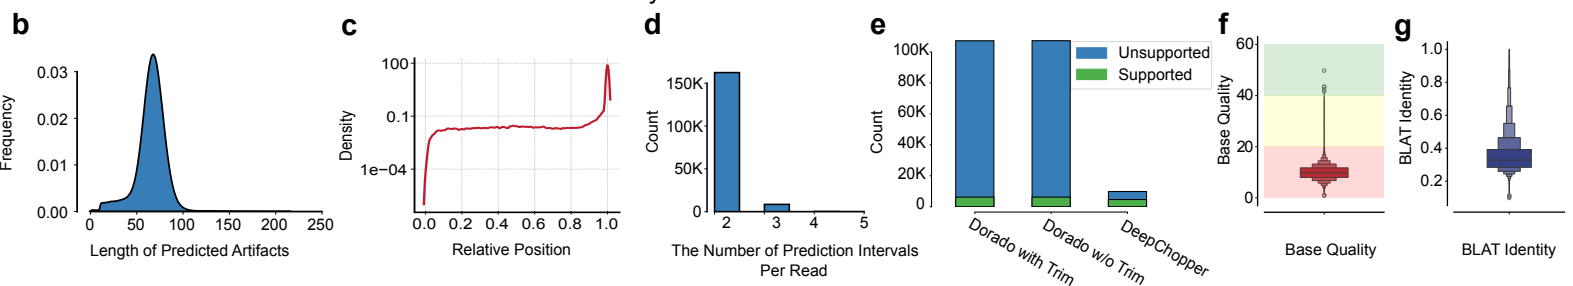 b
Frequency
0.03
0.02
0.01
0.00
0
50
100
150
200
250
Length of Predicted Artifacts
c
Density
100
0.1
1e−04
0.0
0.2
0.4
0.6
0.8
1.0
Relative Position
d
Count
150K
100K
50K
0
2
3
4
5
The Number of Prediction Intervals
Per Read
e
Count
100K
80K
60K
40K
20K
0
Unsupported
Supported
Dorado with Trim
Dorado w/o Trim
DeepChopper
f
Base Quality
60
40
20
0
Base Quality
g
BLAT Identity
1.0
0.8
0.6
0.4
0.2
BLAT Identity